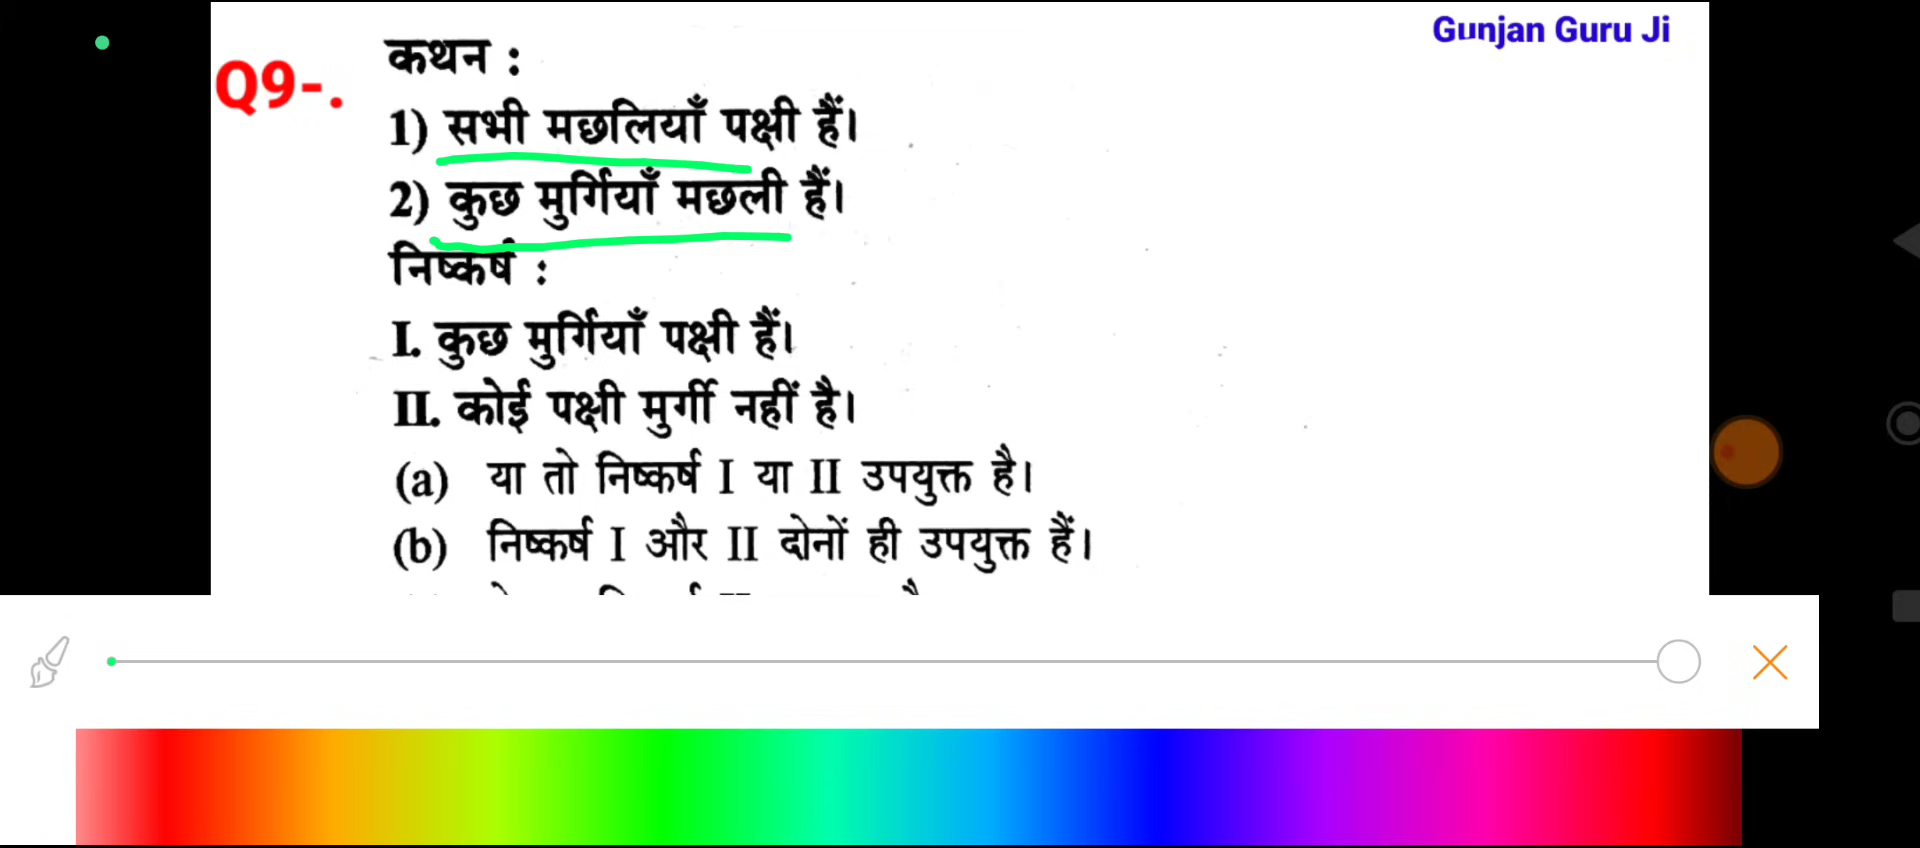 Gunjan Guru Ji
Q9-.
कथन :
1) सभी मछलियाँ पक्षी हैं।
2) कुछ मुर्गियाँ मछली हैं।
निष्कर्ष :
I. कुछ मुर्गियाँ पक्षी हैं।
II. कोई पक्षी मुर्गी नहीं है।
(a) या तो निष्कर्ष I या II उपयुक्त है।
(b) निष्कर्ष I और II दोनों ही उपयुक्त हैं।